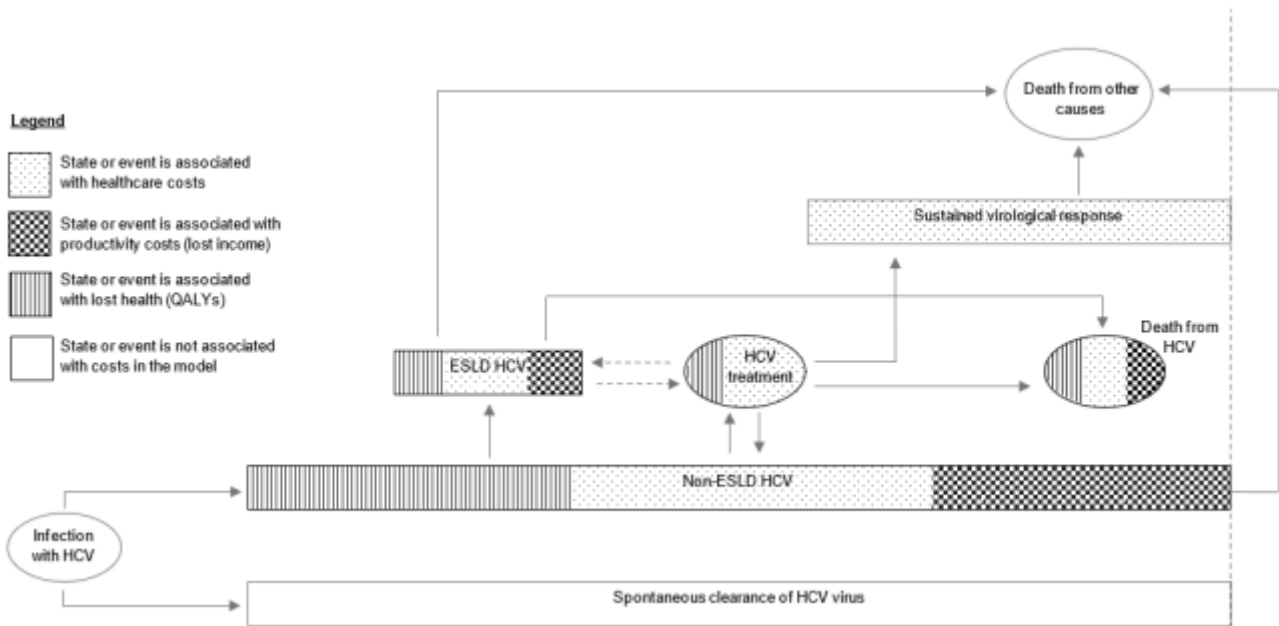 Legend
State or event is associated
with healthcare costs
State or event is associated with
productivity costs (lost income)
State or event is associated
with lost health (QALYs)
State or event is not associated
with costs in the model
Death from other
causes
Sustained virological response
Death from
HCV
ESLD HCV
HCV
treatment
Non-ESLD HCV
Infection
with HCV
Spontaneous clearance of HCV virus